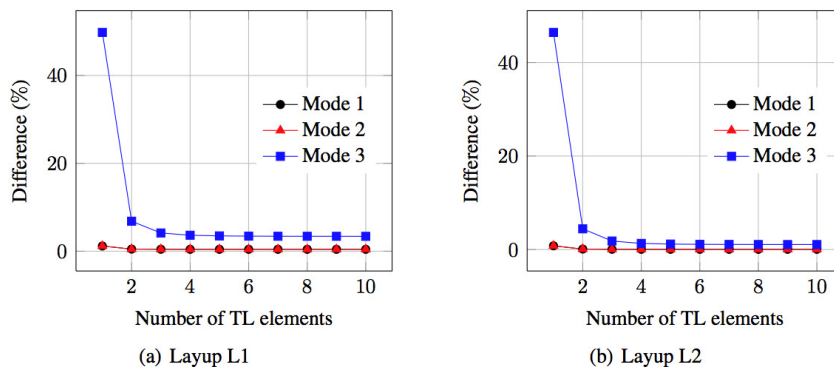 Difference (%)
40
20
0
Mode 1
Mode 2
Mode 3
2 4 6 8 10
Number of TL elements
(a) Layup L1
Difference (%)
40
20
0
Mode 1
Mode 2
Mode 3
2 4 6 8 10
Number of TL elements
(b) Layup L2